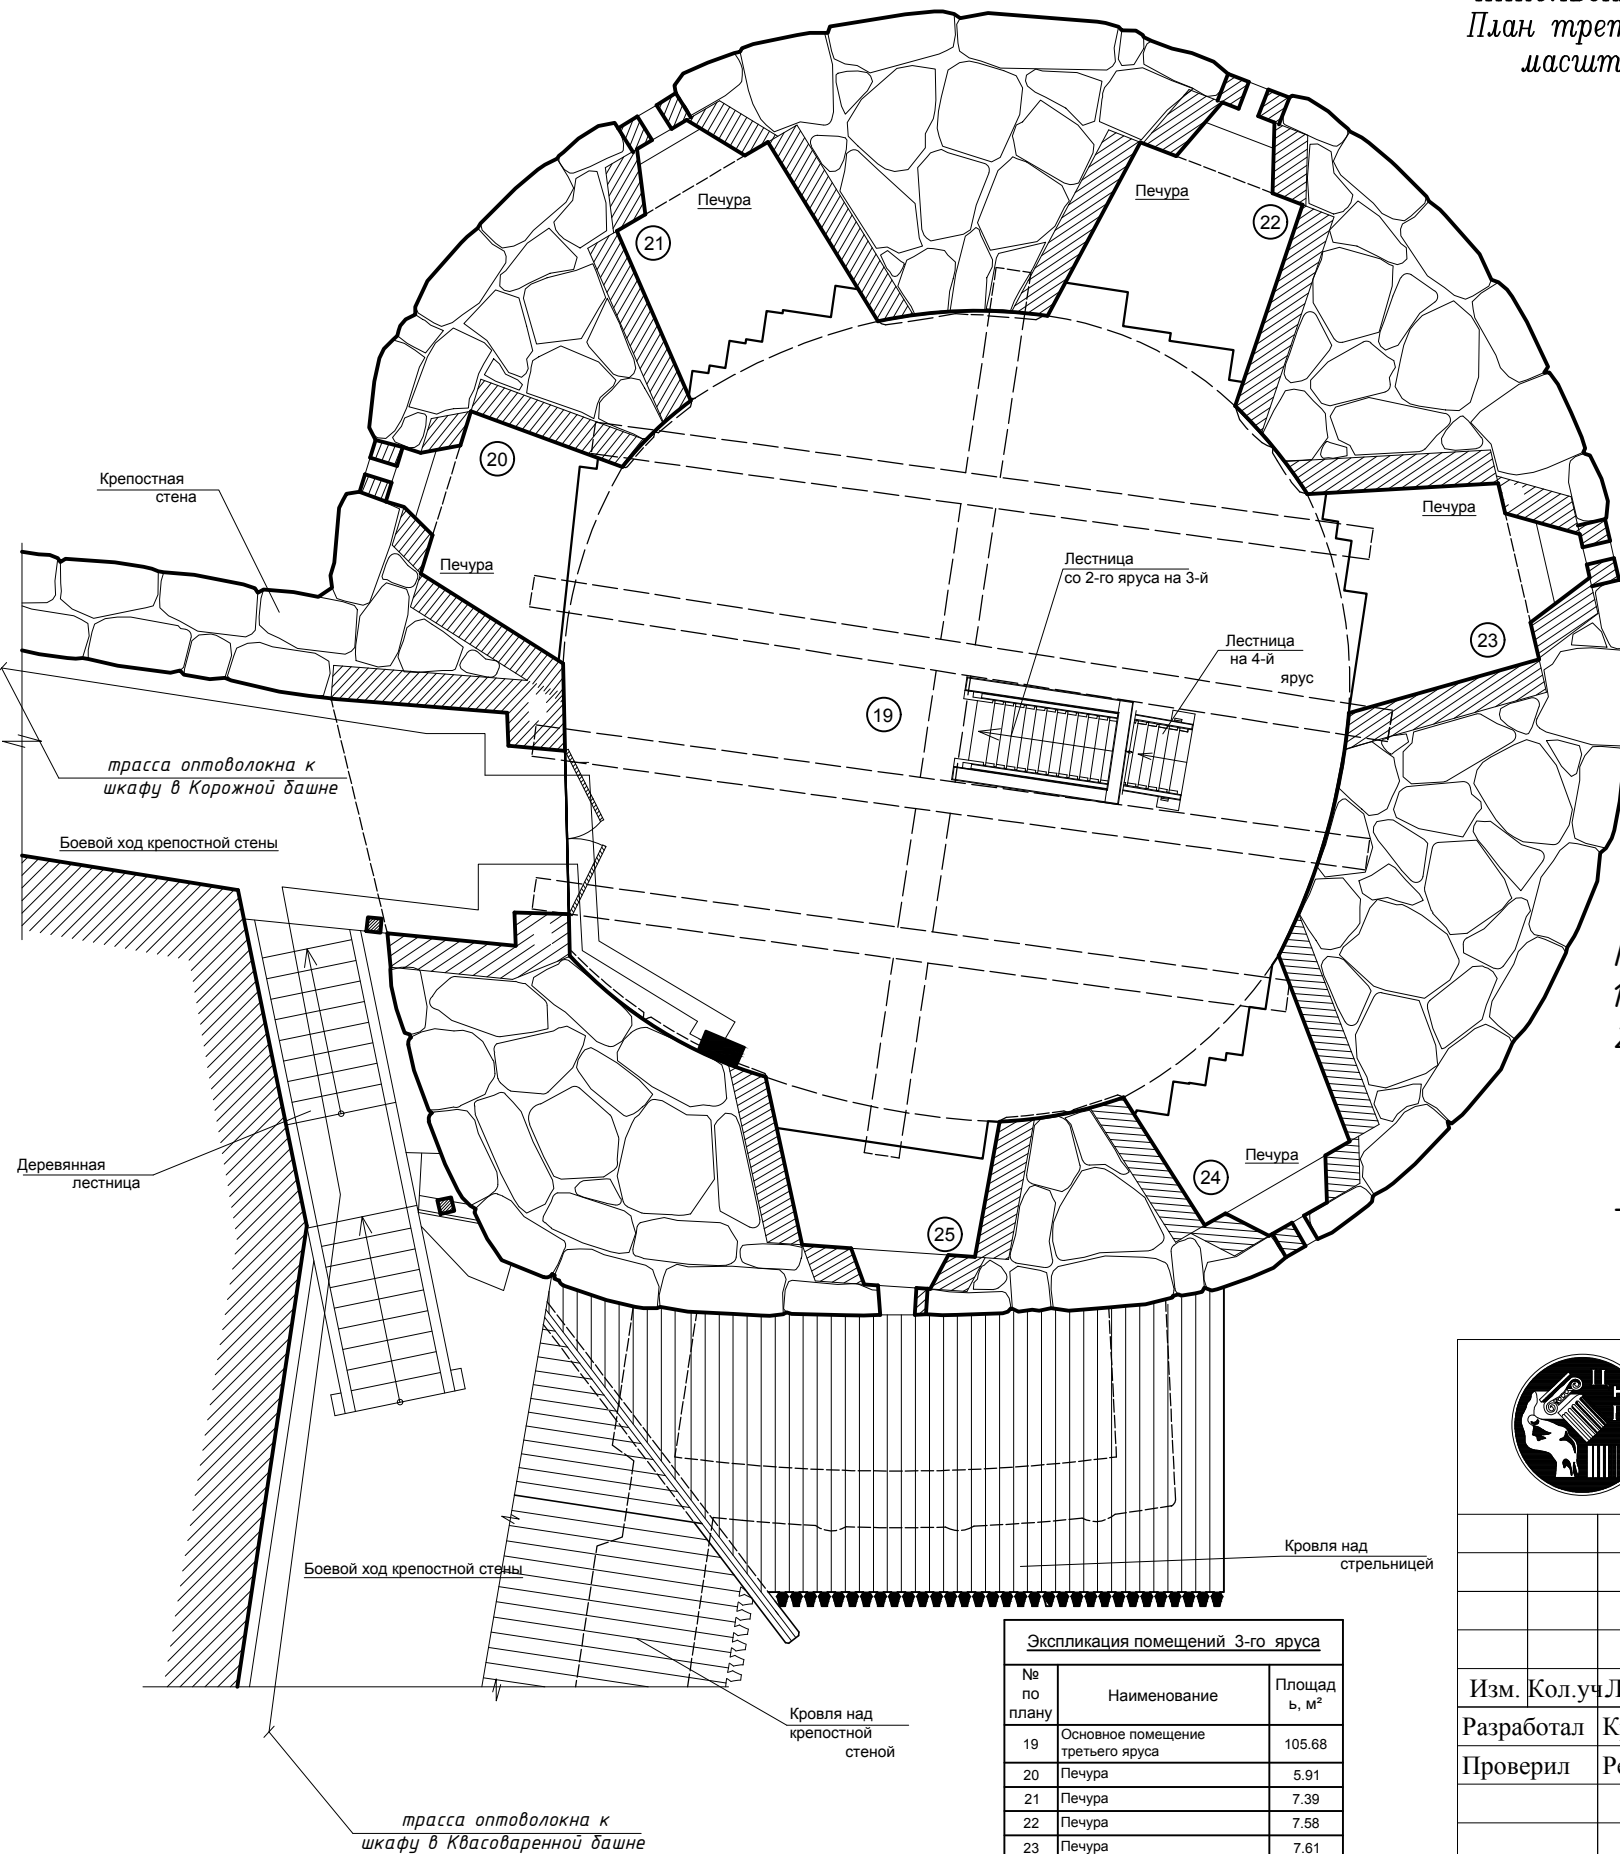 План трет
масшт
Печура
Печура
22
21
20
Крепостная
стена
Печура
Печура
Лестница
со 2-го яруса на 3-й
Лестница
на 4-й
ярус
23
19
трасса оптоволокна к
шкафу в Корожной башне
Боевой ход крепостной стены
Деревянная
лестница
Печура
24
25
Кровля над
стрельницей
Боевой ход крепостной стены
Кровля над
крепостной
стеной
трасса оптоволокна к
шкафу в Квасоваренной башне
Экспликация помещений 3-го яруса
№ по плану Наименование Площадь, м²
19 Основное помещение третьего яруса 105.68
20 Печура 5.91
21 Печура 7.39
22 Печура 7.58
23 Печура 7.61
Изм. Кол.уч Л
Разработал К
Проверил Р